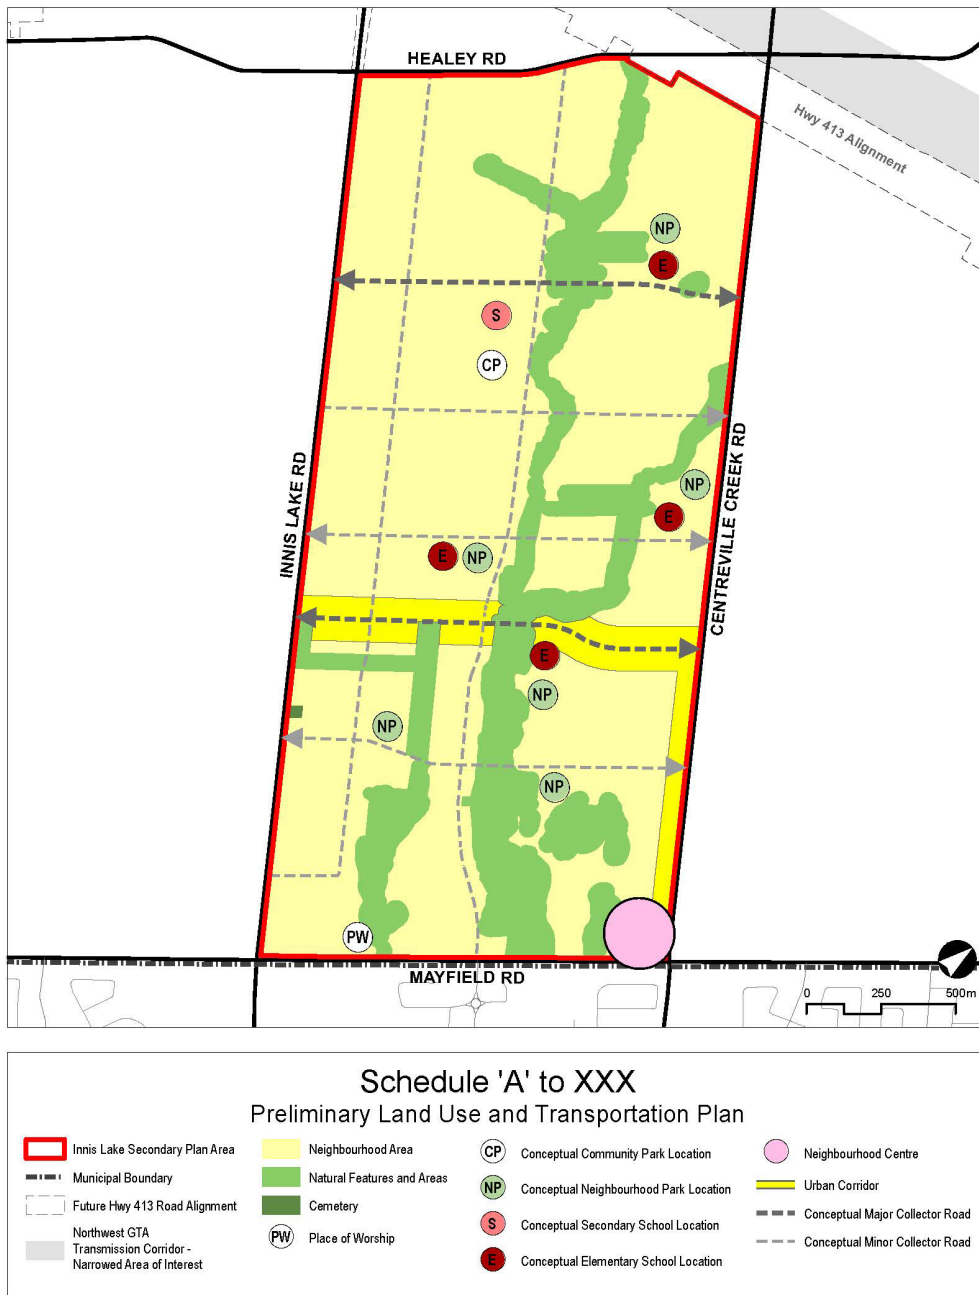 HEALEY RD
Hwy 413 Alignment
NP
E
S
CP
INNIS LAKE RD
CENTREVILLE CREEK RD
NP
E
E
NP
E
NP
NP
NP
PW
MAYFIELD RD
0 250 500m
Schedule 'A' to XXX
Preliminary Land Use and Transportation Plan
Innis Lake Secondary Plan Area
Municipal Boundary
Future Hwy 413 Road Alignment
Northwest GTA
Transmission Corridor -
Narrowed Area of Interest
Neighbourhood Area
Natural Features and Areas
Cemetery
PW Place of Worship
CP Conceptual Community Park Location
NP Conceptual Neighbourhood Park Location
S Conceptual Secondary School Location
E Conceptual Elementary School Location
Neighbourhood Centre
Urban Corridor
Conceptual Major Collector Road
Conceptual Minor Collector Road